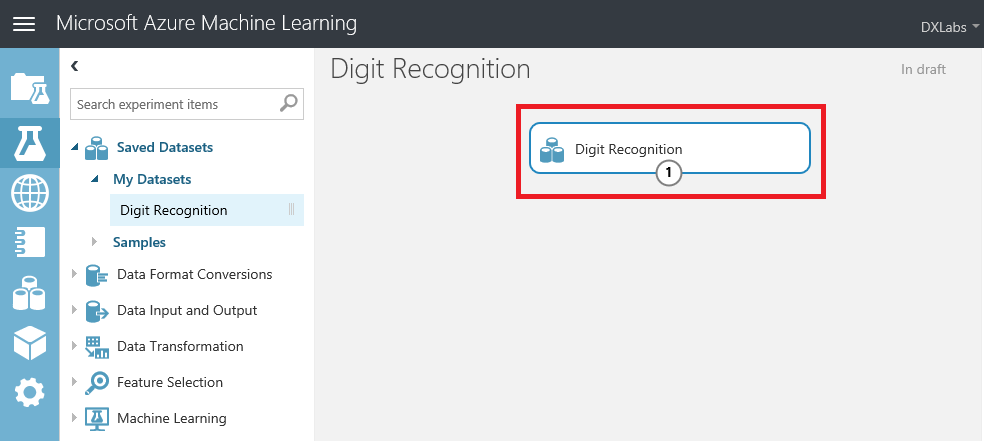 Microsoft Azure Machine Learning
DXLabs
Search experiment items
Saved Datasets
My Datasets
Digit Recognition
Samples
Data Format Conversions
Data Input and Output
Data Transformation
Feature Selection
Machine Learning
Digit Recognition
In draft
Digit Recognition
1